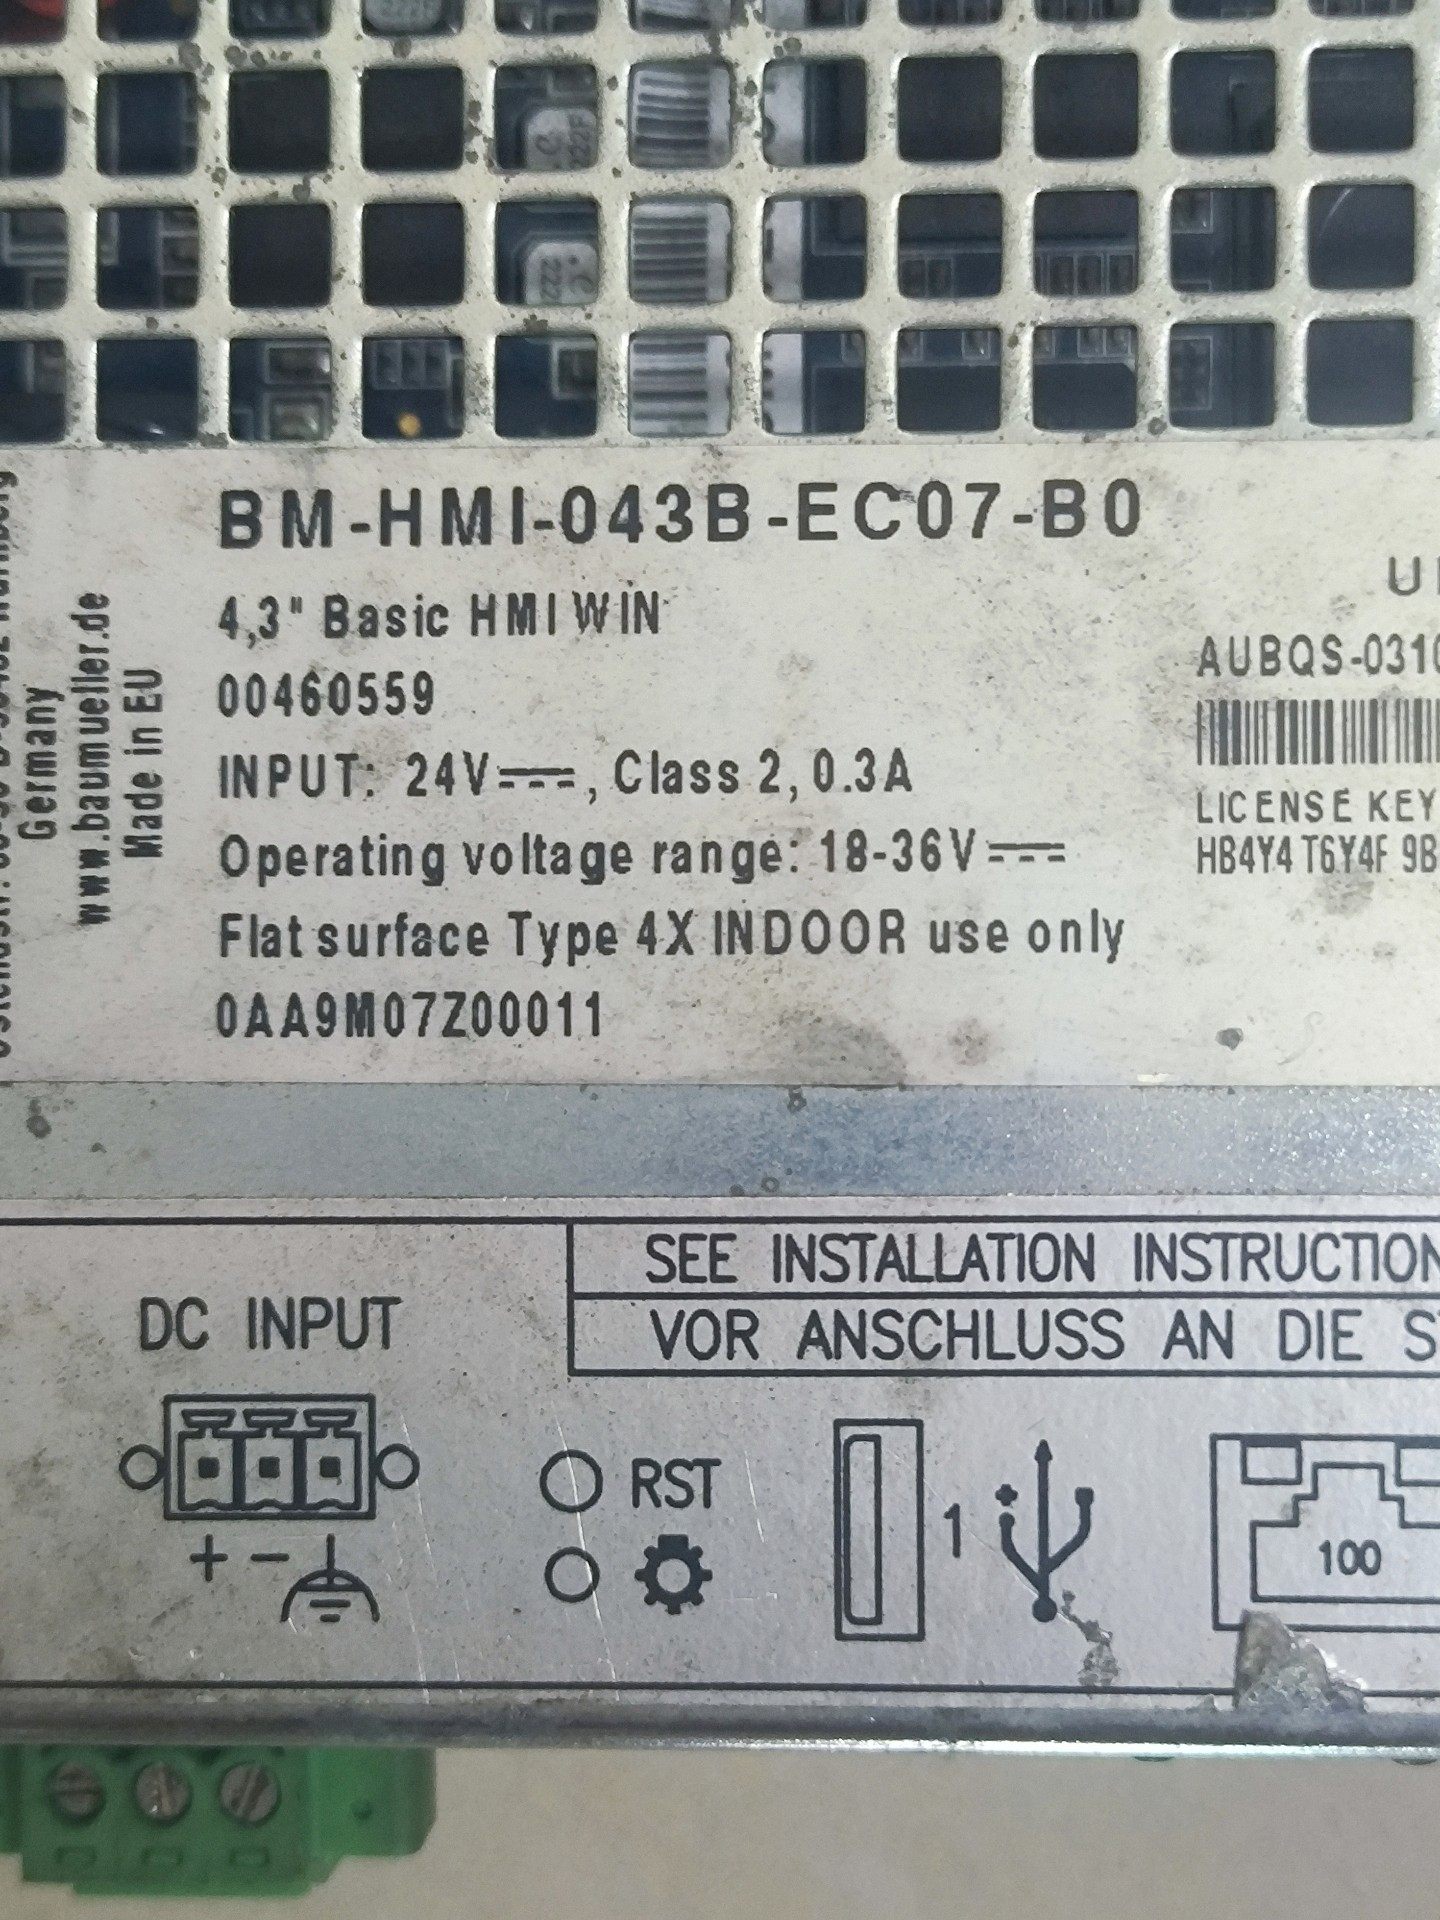 BM-HMI-043B-EC07-B0
4,3" Basic HMI WIN
00460559
INPUT: 24V⎓, Class 2, 0.3A
Operating voltage range: 18-36V⎓
Flat surface Type 4X INDOOR use only
0AA9M07Z00011
Germany
www.baumueller.de
Made in EU
AUBQS-031
LICENSE KEY
HB4Y4 T6Y4F 9B
SEE INSTALLATION INSTRUCTION
VOR ANSCHLUSS AN DIE
DC INPUT
RST
+ -
1
100